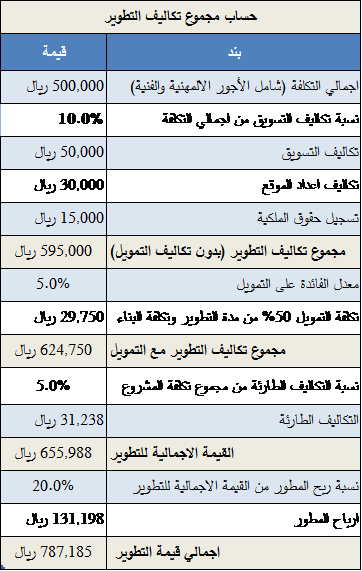 حساب مجموع تكاليف التطوير
بند قيمة
اجمالي التكلفة (شامل الأجور الالمهنية والفنية) 500,000 ريال
نسبة تكاليف التسويق من اجمالي التكلفة 10.0%
تكاليف التسويق 50,000 ريال
تكاليف اعداد الموقع 30,000 ريال
تسجيل حقوق الملكية 15,000 ريال
مجموع تكاليف التطوير (بدون تكاليف التمويل) 595,000 ريال
معدل الفائدة على التمويل 5.0%
تكلفة التمويل 50% من مدة التطوير وتكلفة البناء 29,750 ريال
مجموع تكاليف التطوير مع التمويل 624,750 ريال
نسبة التكاليف الطارئة من مجموع تكلفة المشروع 5.0%
التكاليف الطارئة 31,238 ريال
القيمة الاجمالية للتطوير 655,988 ريال
نسبة ربح المطور من القيمة الاجمالية للتطوير 20.0%
ارباح المطور 131,198 ريال
اجمالي قيمة التطوير 787,185 ريال